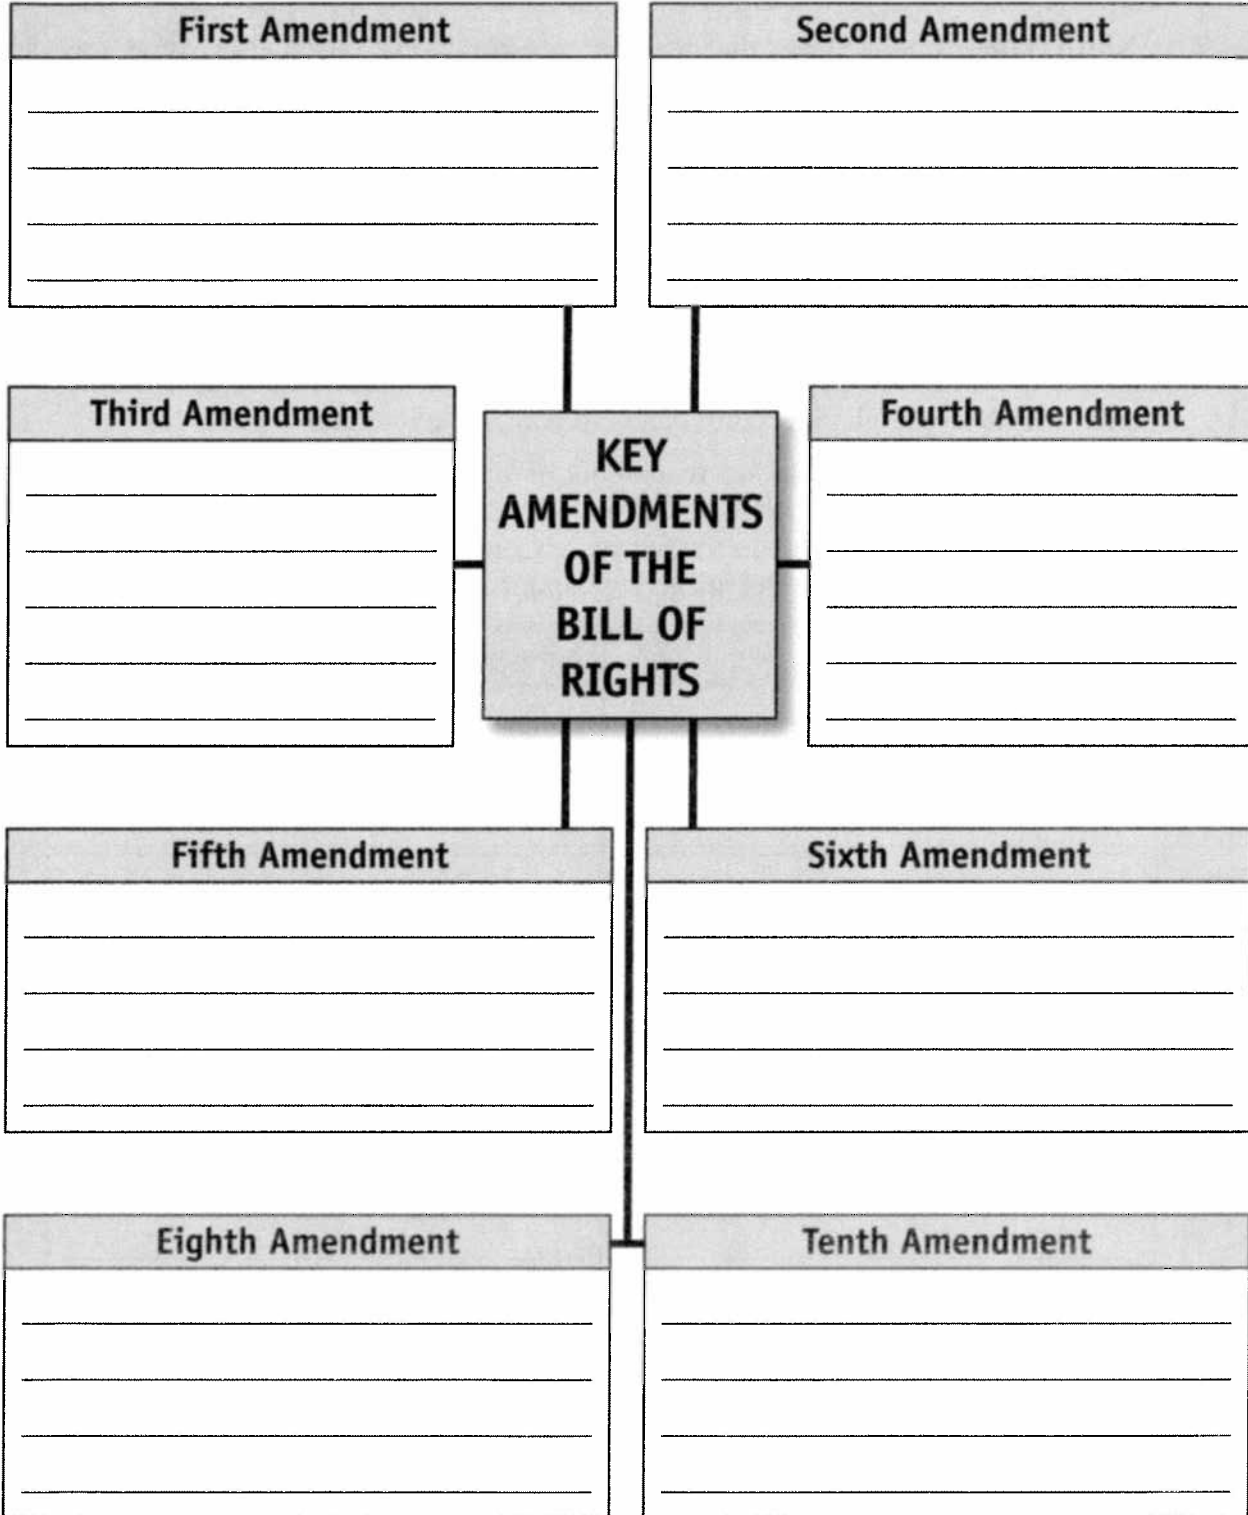 First Amendment
Second Amendment
Third Amendment
KEY
AMENDMENTS
OF THE
BILL OF
RIGHTS
Fourth Amendment
Fifth Amendment
Sixth Amendment
Eighth Amendment
Tenth Amendment